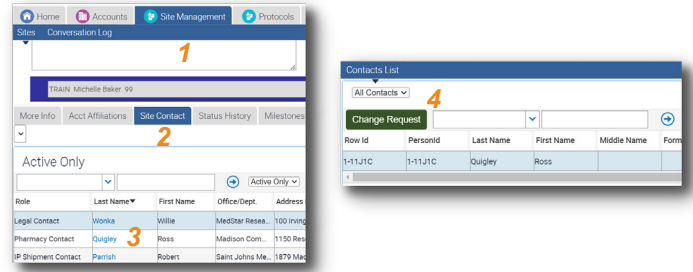 Home Accounts Site Management Protocols
Sites Conversation Log
1
TRAIN Michelle Baker 99
More Info Acct Affiliations Site Contact Status History Milestones
2
Active Only
Active Only
Role Last Name First Name Office/Dept. Address
Legal Contact Wonka Willie MedStar Resea... 100 Irving
Pharmacy Contact Quigley Ross Madison Com... 1150 Res
3
IP Shipment Contact Parrish Robert Saint Johns Me... 1879 Mad
Contacts List
All Contacts
4
Change Request
Row Id PersonId Last Name First Name Middle Name Form
1-11J1C 1-11J1C Quigley Ross